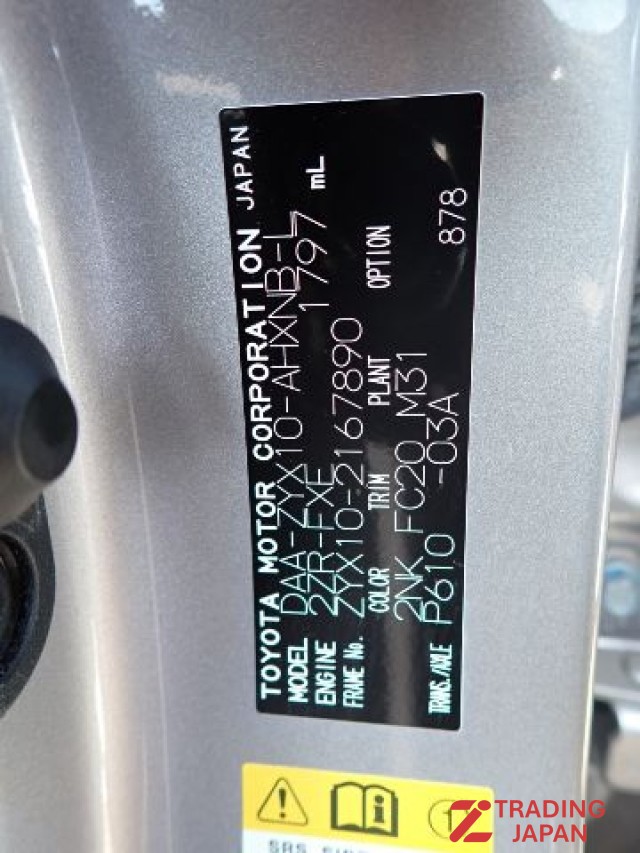 TOYOTA MOTOR CORPORATION JAPAN
MODEL DAA-ZYX10-AHXNB-L
ENGINE 2ZR-FXE 1797 mL
FRAME No. ZYX10-2167890
COLOR TRIM PLANT OPTION
2NK FC20 M31
TRANS./AXLE P610 -03A 878
SRS
TRADING
JAPAN